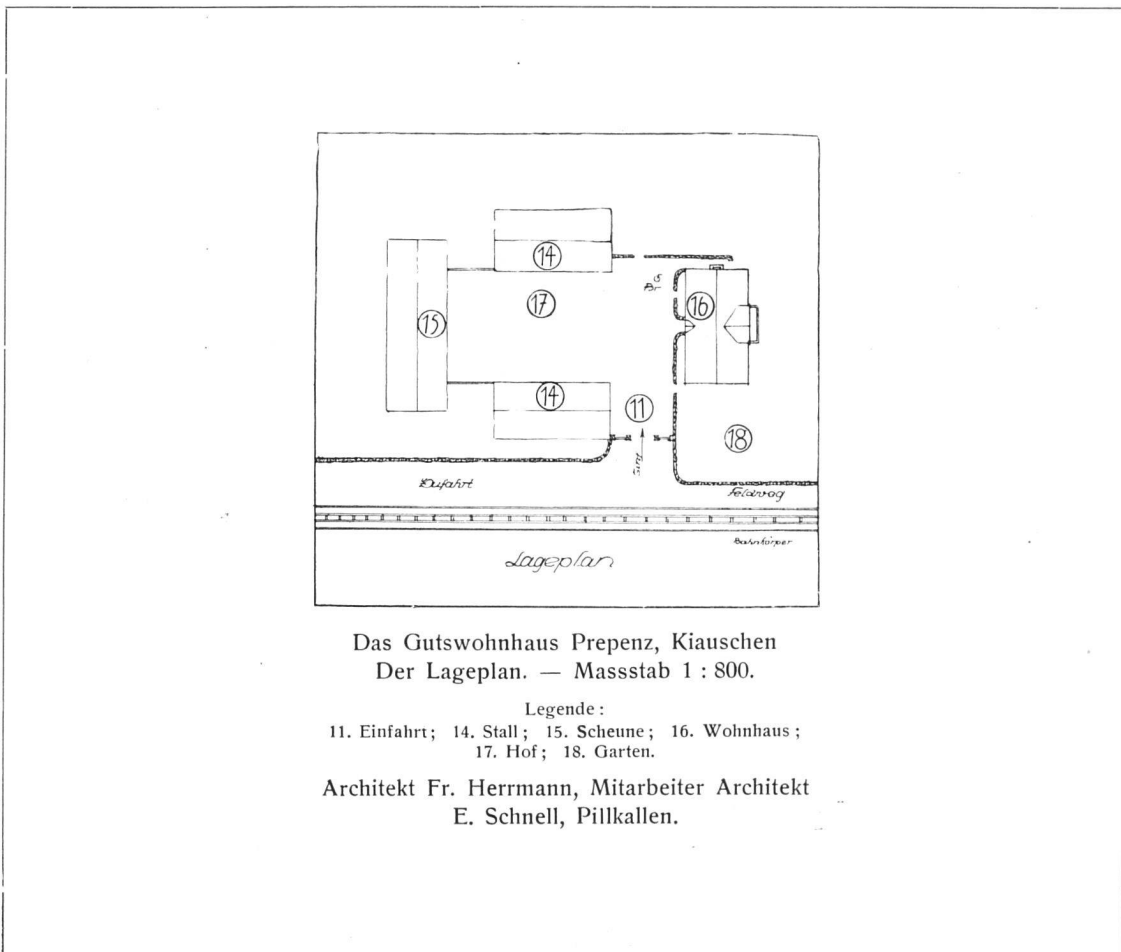 14
15
17
16
14
11
18
Zufahrt
Feldweg
Bahnkörper
Lageplan
Das Gutswohnhaus Prepenz, Kiauschen
Der Lageplan. — Massstab 1 : 800.
Legende :
11. Einfahrt ; 14. Stall ; 15. Scheune ; 16. Wohnhaus ;
17. Hof ; 18. Garten.
Architekt Fr. Herrmann, Mitarbeiter Architekt
E. Schnell, Pillkallen.